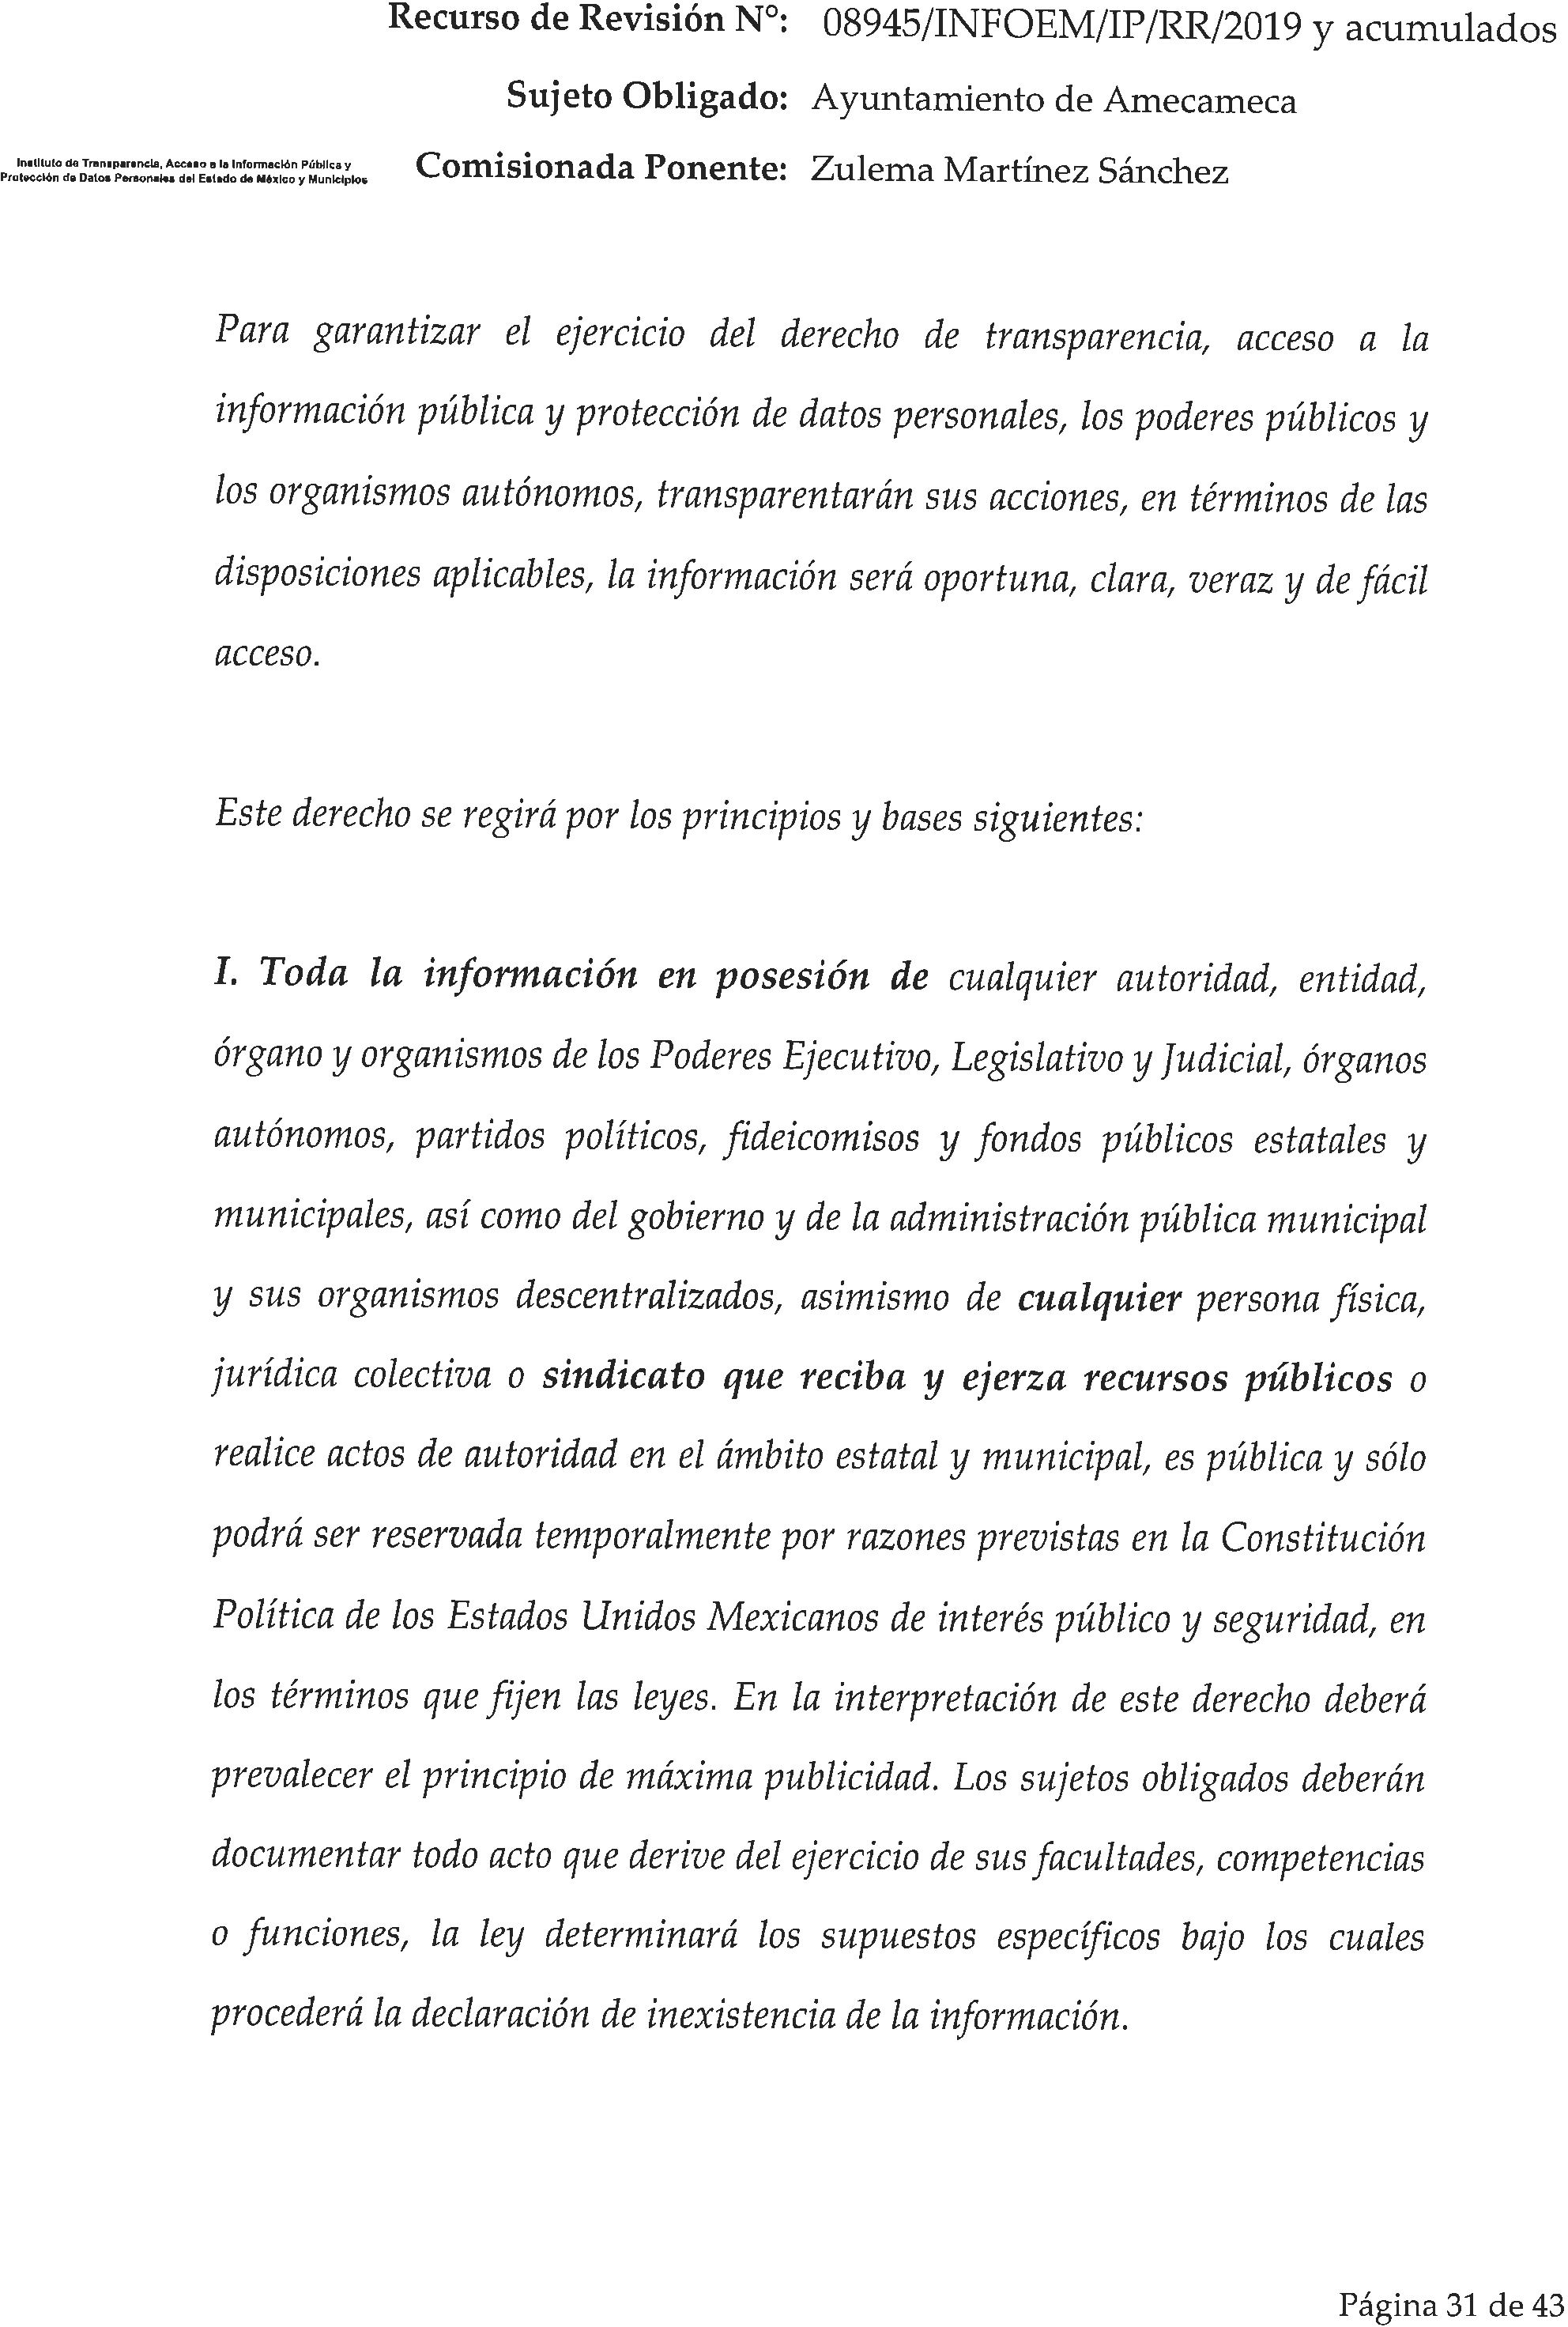 Recurso de Revisión N°: 08945/INFOEM/IP/RR/2019 y acumulados
Sujeto Obligado: Ayuntamiento de Amecameca
Instituto de Transparencia, Acceso a la Información Pública y
Protección de Datos Personales del Estado de México y Municipios
Comisionada Ponente: Zulema Martínez Sánchez
Para garantizar el ejercicio del derecho de transparencia, acceso a la
información pública y protección de datos personales, los poderes públicos y
los organismos autónomos, transparentarán sus acciones, en términos de las
disposiciones aplicables, la información será oportuna, clara, veraz y de fácil
acceso.
Este derecho se regirá por los principios y bases siguientes:
I. Toda la información en posesión de cualquier autoridad, entidad,
órgano y organismos de los Poderes Ejecutivo, Legislativo y Judicial, órganos
autónomos, partidos políticos, fideicomisos y fondos públicos estatales y
municipales, así como del gobierno y de la administración pública municipal
y sus organismos descentralizados, asimismo de cualquier persona física,
jurídica colectiva o sindicato que reciba y ejerza recursos públicos o
realice actos de autoridad en el ámbito estatal y municipal, es pública y sólo
podrá ser reservada temporalmente por razones previstas en la Constitución
Política de los Estados Unidos Mexicanos de interés público y seguridad, en
los términos que fijen las leyes. En la interpretación de este derecho deberá
prevalecer el principio de máxima publicidad. Los sujetos obligados deberán
documentar todo acto que derive del ejercicio de sus facultades, competencias
o funciones, la ley determinará los supuestos específicos bajo los cuales
procederá la declaración de inexistencia de la información.
Página 31 de 43